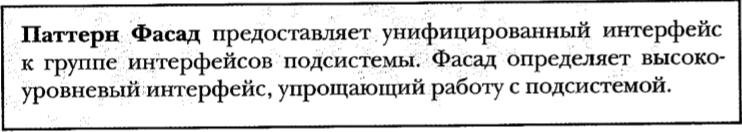 Паттерн Фасад предоставляет унифицированный интерфейс
к группе интерфейсов подсистемы. Фасад определяет высоко-
уровневый интерфейс, упрощающий работу с подсистемой.